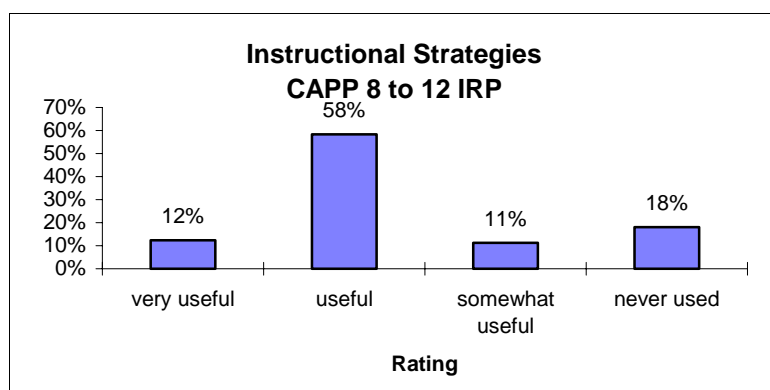 Instructional Strategies
CAPP 8 to 12 IRP
70%
60%
50%
40%
30%
20%
10%
0%
12%
58%
11%
18%
very useful
useful
somewhat
useful
never used
Rating